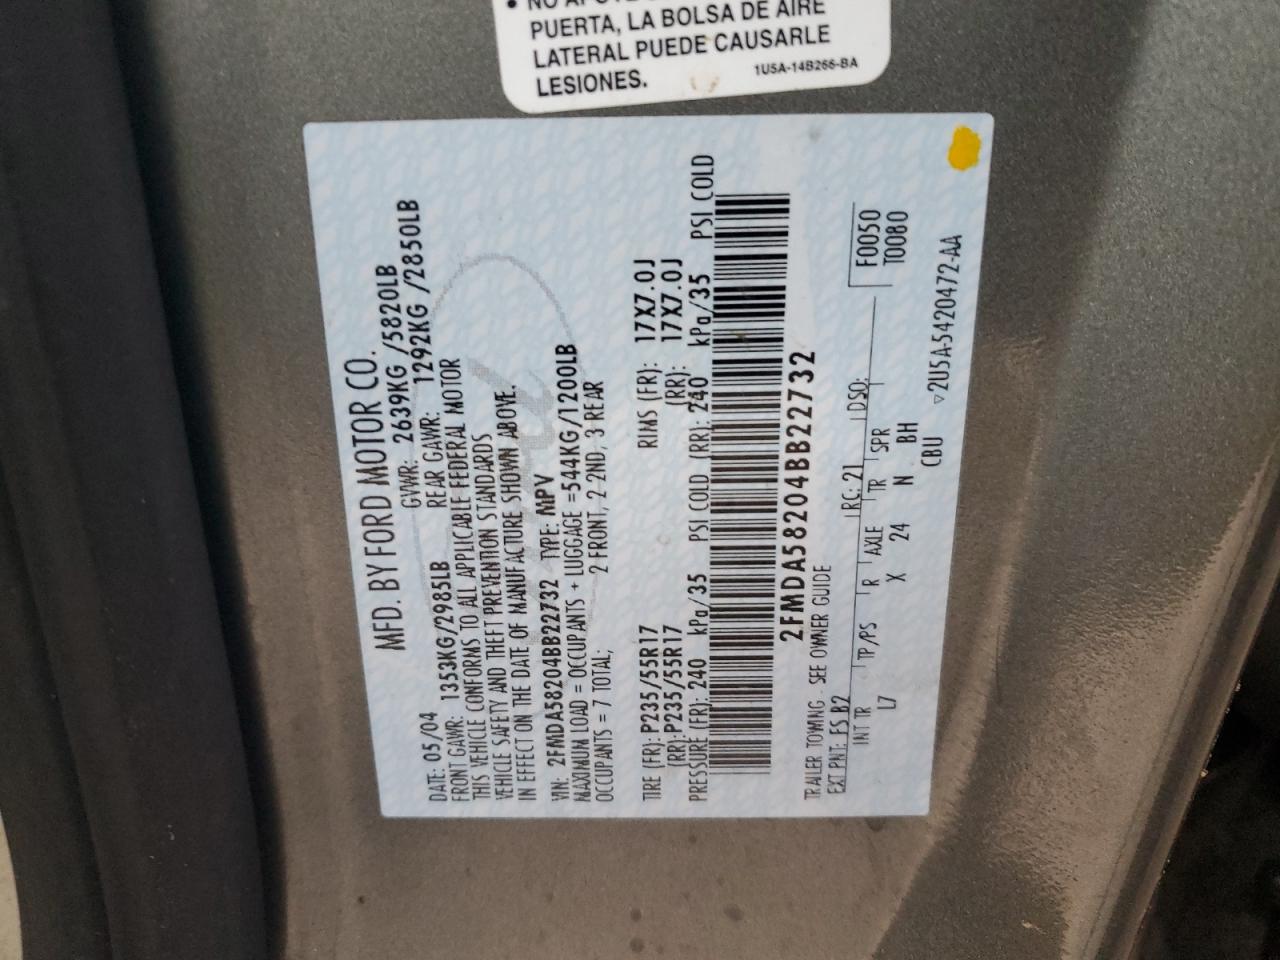 • NO
PUERTA, LA BOLSA DE AIRE
LATERAL PUEDE CAUSARLE
LESIONES.
1U5A-14B266-BA
MFD. BY FORD MOTOR CO.
DATE: 05/04 GVWR: 2639KG /5820LB
FRONT GAWR: 1353KG/2985LB REAR GAWR: 1292KG /2850LB
THIS VEHICLE CONFORMS TO ALL APPLICABLE FEDERAL MOTOR
VEHICLE SAFETY AND THEFT PREVENTION STANDARDS
IN EFFECT ON THE DATE OF MANUFACTURE SHOWN ABOVE.
VIN: 2FMDA58204BB22732 TYPE: MPV
MAXIMUM LOAD = OCCUPANTS + LUGGAGE =544KG/1200LB
OCCUPANTS = 7 TOTAL; 2 FRONT, 2 2ND, 3 REAR
TIRE (FR): P235/55R17 RIMS (FR): 17X7.0J
(RR): P235/55R17 (RR): 17X7.0J
PRESSURE (FR): 240 kPa/35 PSI COLD (RR): 240 kPa/35 PSI COLD
2FMDA58204BB22732
TRAILER TOWING - SEE OWNER GUIDE
EXT PNT: FS B2 RC: 21 DSO: F0050
INT TR TP/PS R AXLE TR SPR T0080
L7 X 24 N BH
CBU ▽2U5A-5420472-AA